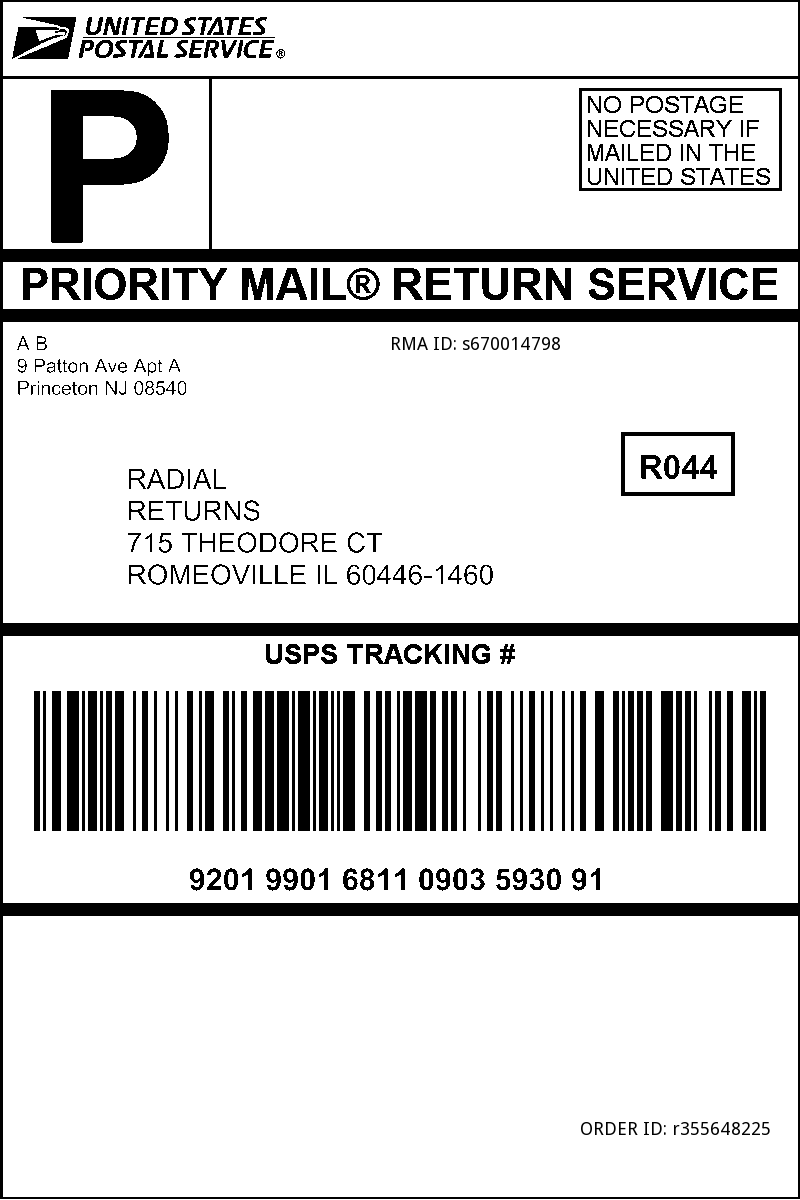 UNITED STATES
POSTAL SERVICE®
P
NO POSTAGE
NECESSARY IF
MAILED IN THE
UNITED STATES
PRIORITY MAIL® RETURN SERVICE
A B
RMA ID: s670014798
9 Patton Ave Apt A
Princeton NJ 08540
R044
RADIAL
RETURNS
715 THEODORE CT
ROMEOVILLE IL 60446-1460
USPS TRACKING #
9201 9901 6811 0903 5930 91
ORDER ID: r355648225